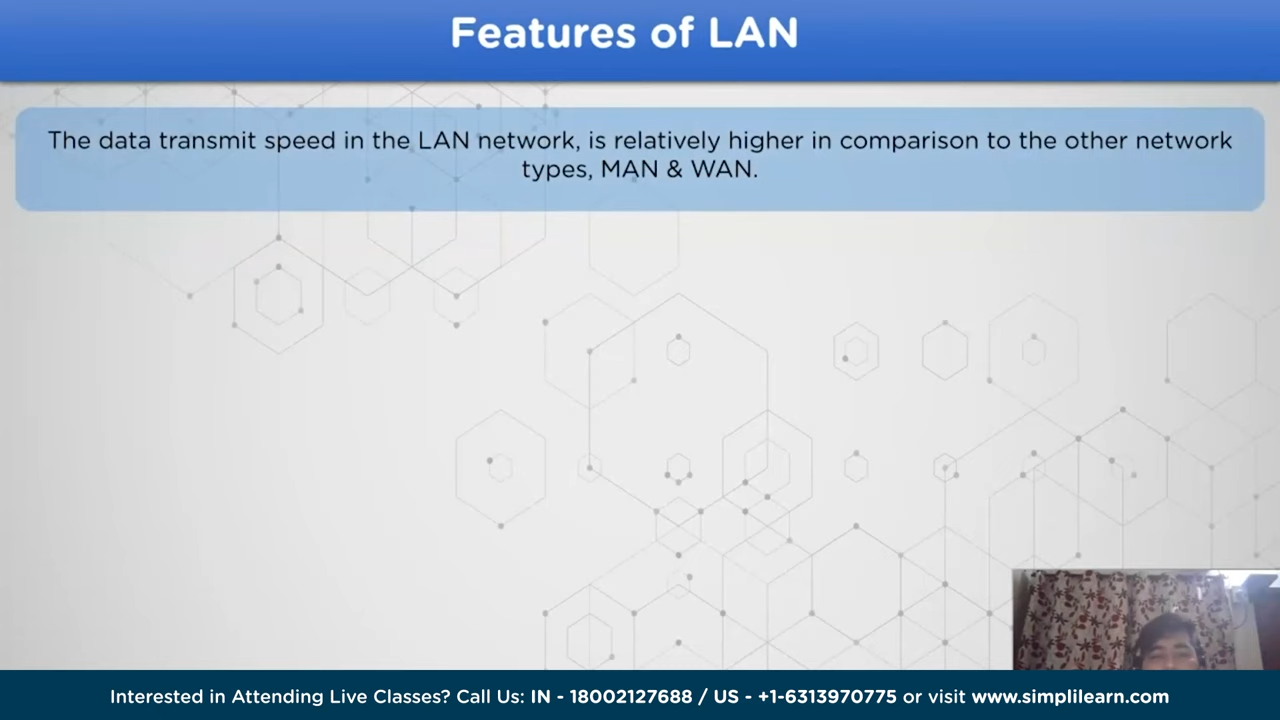 Features of LAN
The data transmit speed in the LAN network, is relatively higher in comparison to the other network
types, MAN & WAN.
Interested in Attending Live Classes? Call Us: IN - 18002127688 / US - +1-6313970775 or visit www.simplilearn.com